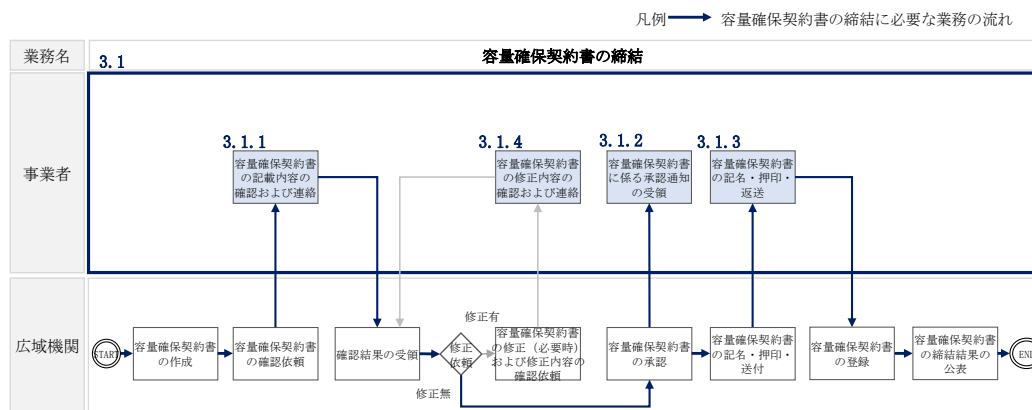 凡例 容量確保契約書の締結に必要な業務の流れ
業務名
3.1
容量確保契約書の締結
事業者
3.1.1
容量確保契約書
の記載内容の
確認および連絡
3.1.4
容量確保契約書
の修正内容の
確認および連絡
3.1.2
容量確保契約書
に係る承認通知
の受領
3.1.3
容量確保契約書
の記名・押印・
返送
広域機関
START
容量確保契約書
の作成
容量確保契約書
の確認依頼
確認結果の受領
修正
依頼
修正有
修正無
容量確保契約書
の修正（必要時）
および修正内容の
確認依頼
容量確保契約書
の承認
容量確保契約書
の記名・押印・
送付
容量確保契約書
の登録
容量確保契約書
の締結結果の
公表
END